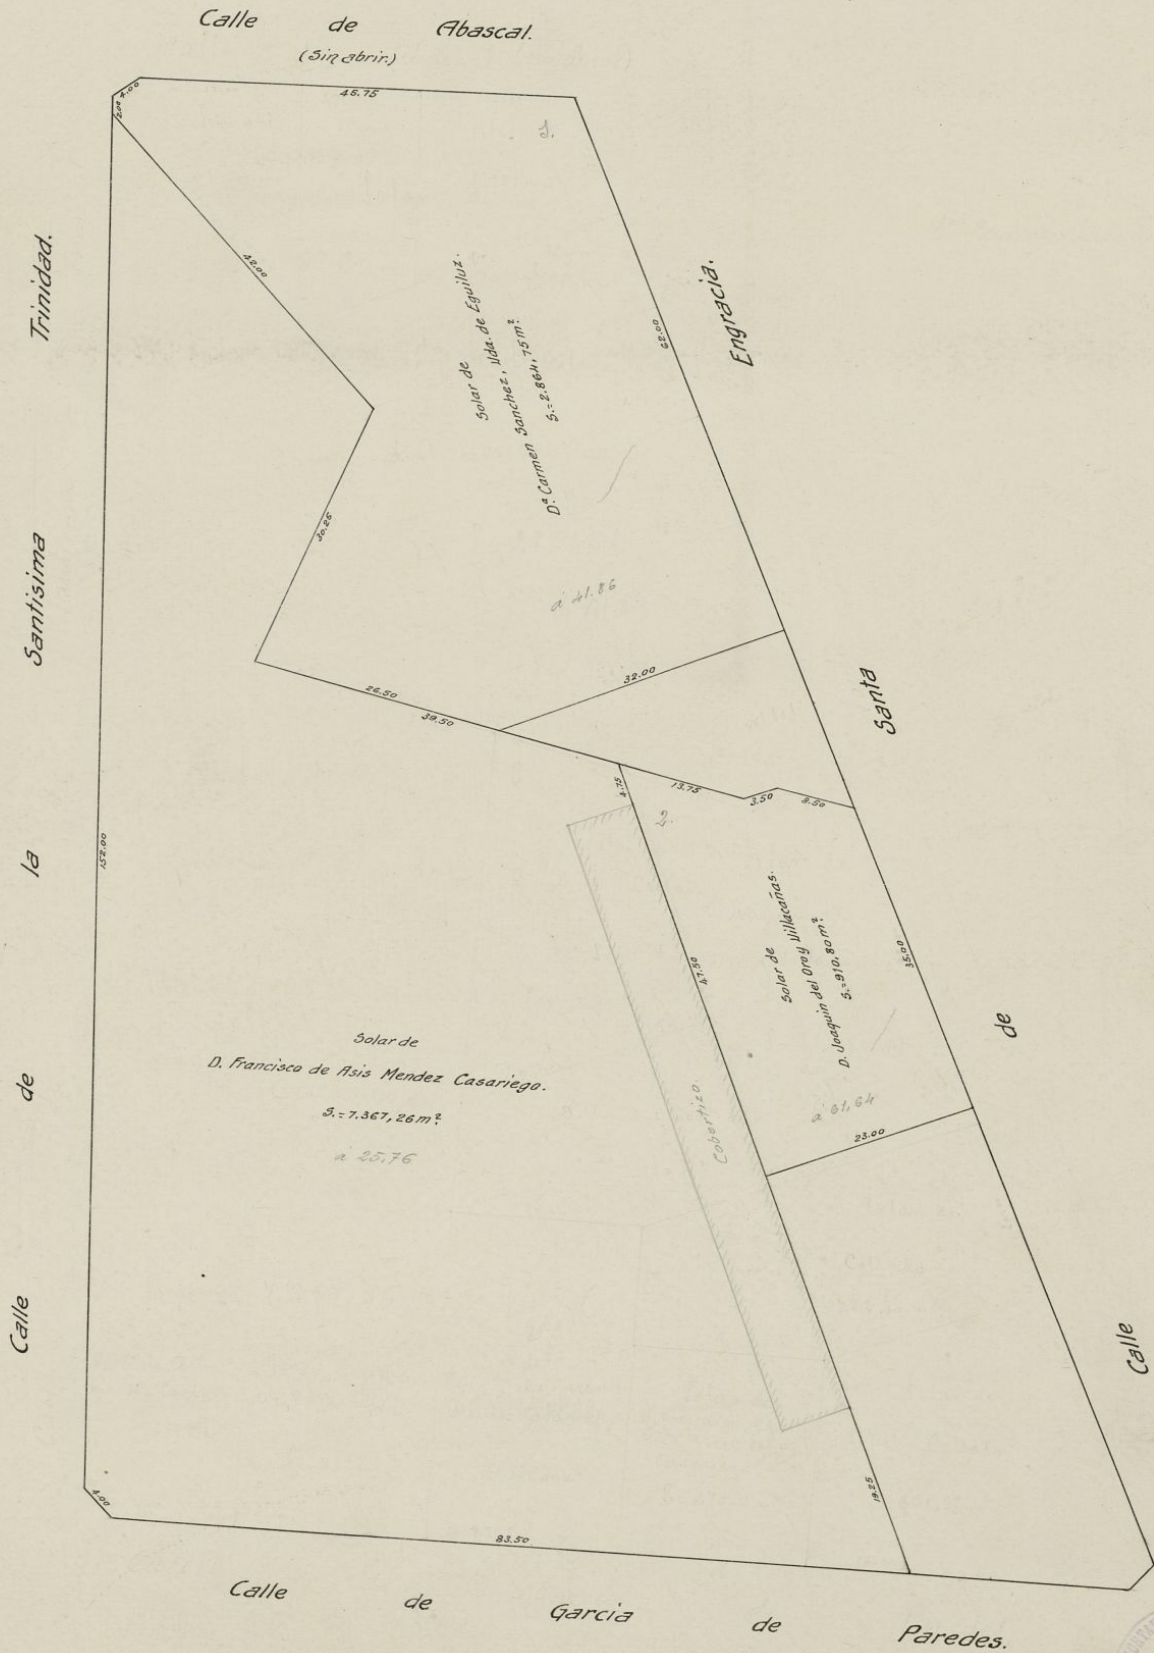 Calle de Abascal.
(Sin abrir.)
4.00
2.00
46.75
3.
42.00
Solar de
Dª Carmen Sanchez, Vda. de Eguiluz.
S.=2.864,75 m²
62.00
30.25
á 41.86
26.50
39.50
32.00
4.75
13.75
3.50
8.50
2.
152.00
Solar de
D. Joaquin del Oro y Villacañas.
S.=910,80 m²
47.50
35.00
Solar de
D. Francisco de Asis Mendez Casariego.
S.=7.367,26 m²
á 25.76
Cobertizo
á 61,64
23.00
19.25
4.00
83.50
Calle de la Santisima Trinidad.
Calle de Santa Engracia.
Calle de Garcia de Paredes.